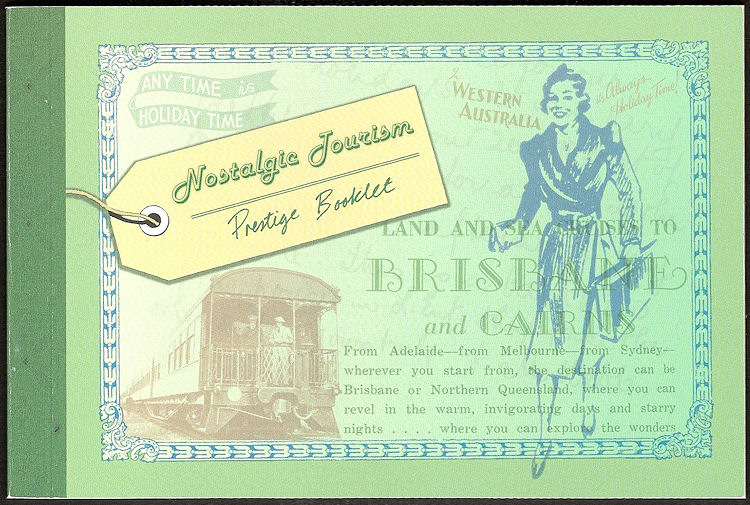 ANY TIME is
HOLIDAY TIME
Nostalgic Tourism
Prestige Booklet
In
WESTERN
AUSTRALIA
is Always
Holiday Time!
LAND AND SEA CRUISES TO
BRISBANE
and CAIRNS
From Adelaide—from Melbourne—from Sydney—
wherever you start from, the destination can be
Brisbane or Northern Queensland, where you can
revel in the warm, invigorating days and starry
nights . . . . where you can explore the wonders